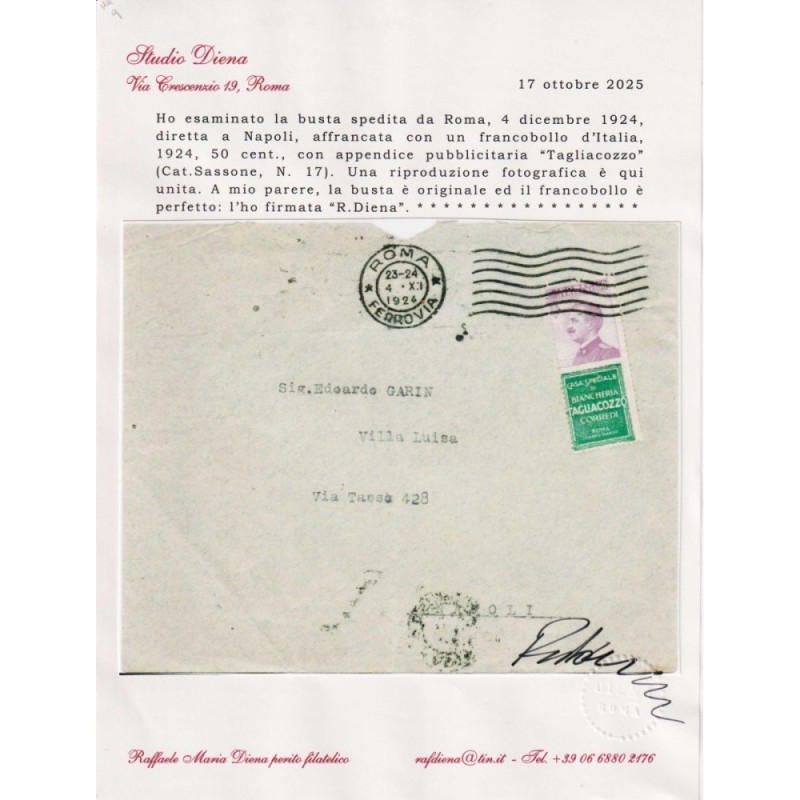 Studio Diena
Via Crescenzio 19, Roma
17 ottobre 2025
Ho esaminato la busta spedita da Roma, 4 dicembre 1924,
diretta a Napoli, affrancata con un francobollo d'Italia,
1924, 50 cent., con appendice pubblicitaria “Tagliacozzo”
(Cat.Sassone, N. 17). Una riproduzione fotografica è qui
unita. A mio parere, la busta è originale ed il francobollo è
perfetto: l'ho firmata “R.Diena”. * * * * * * * * * * * * * * * * *
ROMA
23-24
4 · XII
1924
FERROVIA
CASA SPECIALE
DI
BIANCHERIA
TAGLIACOZZO
CORREDI
ROMA
Sig.Edoardo GARIN
Villa Luisa
Via Tasso 428
NAPOLI
ROMA
Raffaele Maria Diena perito filatelico
rafdiena@tin.it - Tel. +39 06 6880 2176